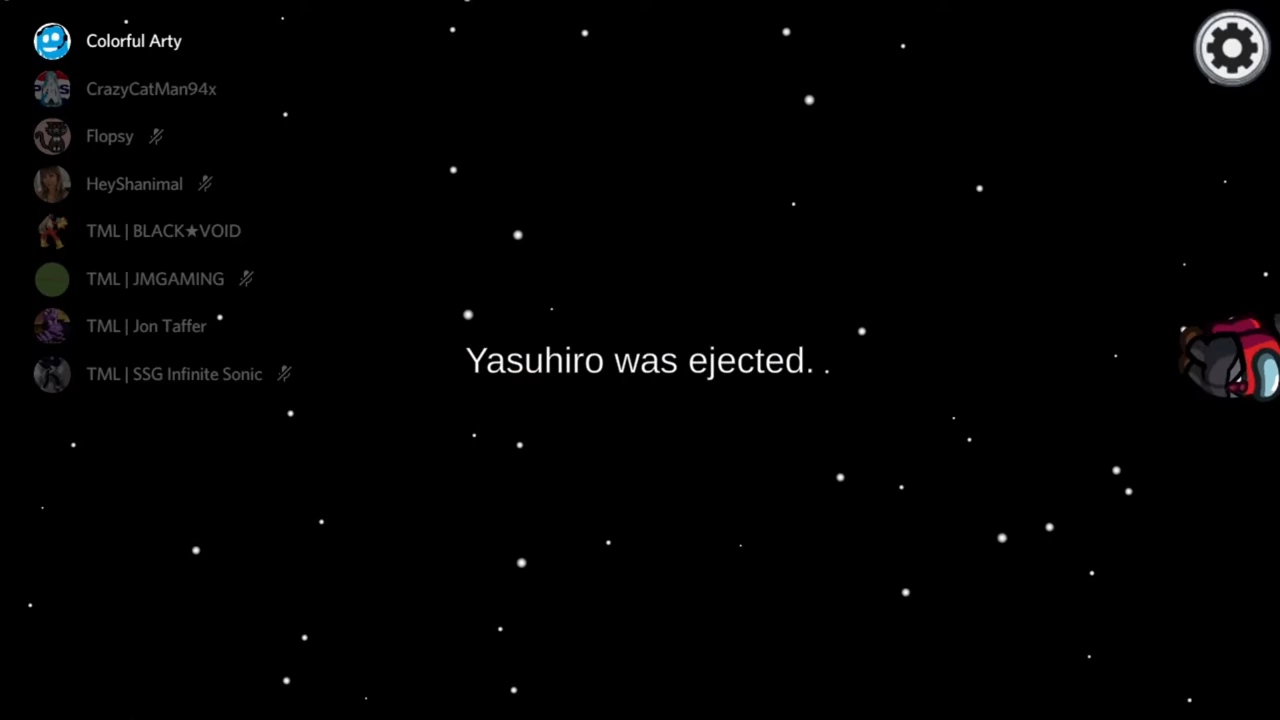 Colorful Arty
CrazyCatMan94x
Flopsy
HeyShanimal
TML | BLACK★VOID
TML | JMGAMING
TML | Jon Taffer
TML | SSG Infinite Sonic
Yasuhiro was ejected.